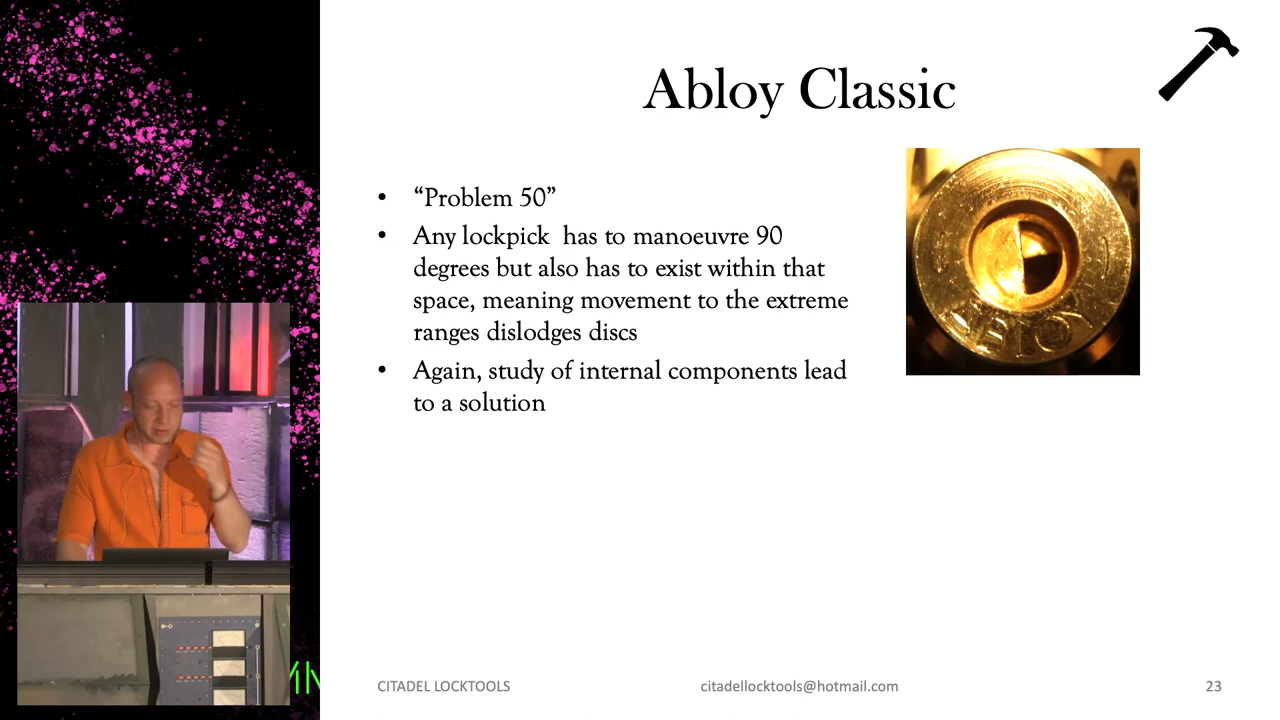 Abloy Classic
• “Problem 50”
• Any lockpick has to manoeuvre 90
degrees but also has to exist within that
space, meaning movement to the extreme
ranges dislodges discs
• Again, study of internal components lead
to a solution
ABLOY
CITADEL LOCKTOOLS
citadellocktools@hotmail.com
23